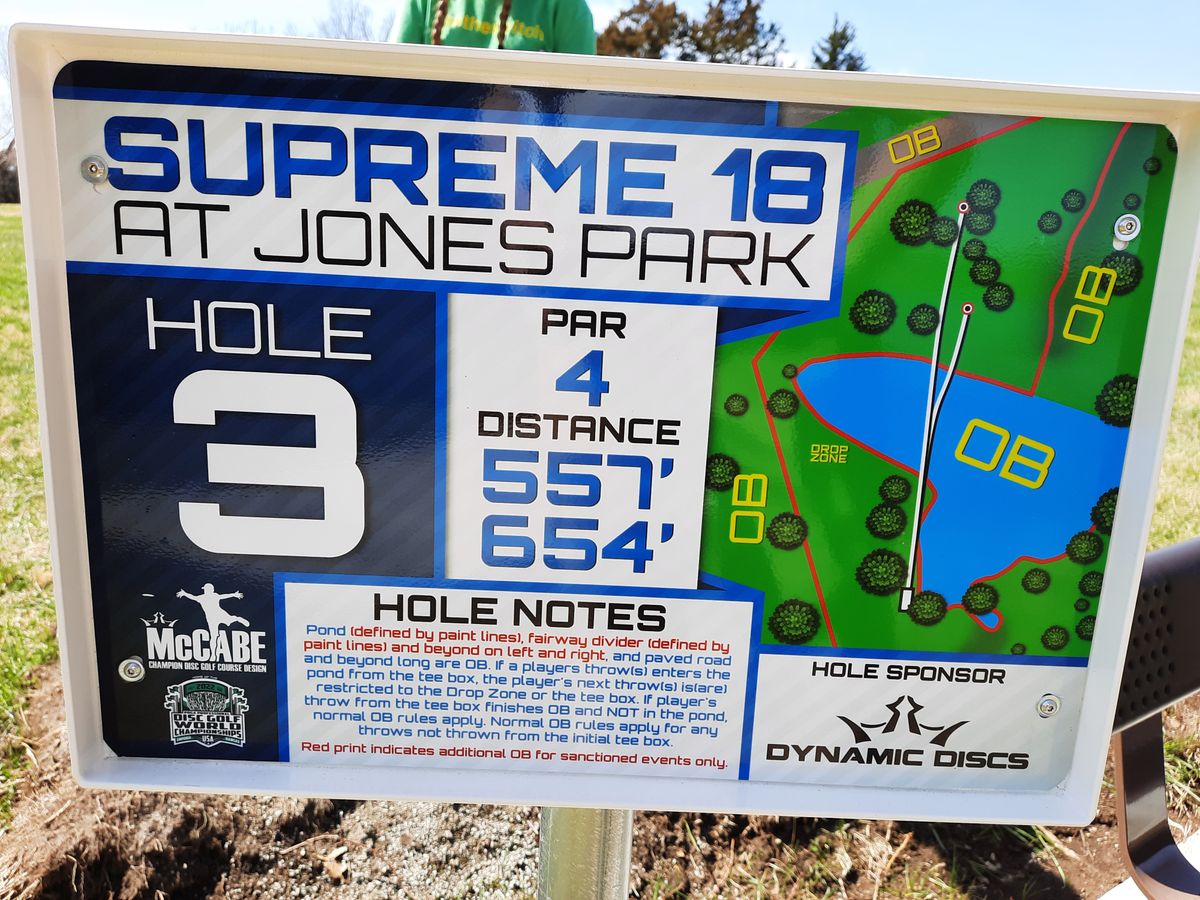 SUPREME 18
AT JONES PARK
HOLE
3
PAR
4
DISTANCE
557'
654'
OB
OB
OB
DROP
ZONE
OB
HOLE NOTES
Pond (defined by paint lines), fairway divider (defined by
paint lines) and beyond on left and right, and paved road
and beyond long are OB. If a players throw(s) enters the
pond from the tee box, the player's next throw(s) is(are)
restricted to the Drop Zone or the tee box. If player's
throw from the tee box finishes OB and NOT in the pond,
normal OB rules apply. Normal OB rules apply for any
throws not thrown from the initial tee box.
Red print indicates additional OB for sanctioned events only.
McCABE
CHAMPION DISC GOLF COURSE DESIGN
2022
DISC GOLF
WORLD
CHAMPIONSHIPS
USA
HOLE SPONSOR
DYNAMIC DISCS